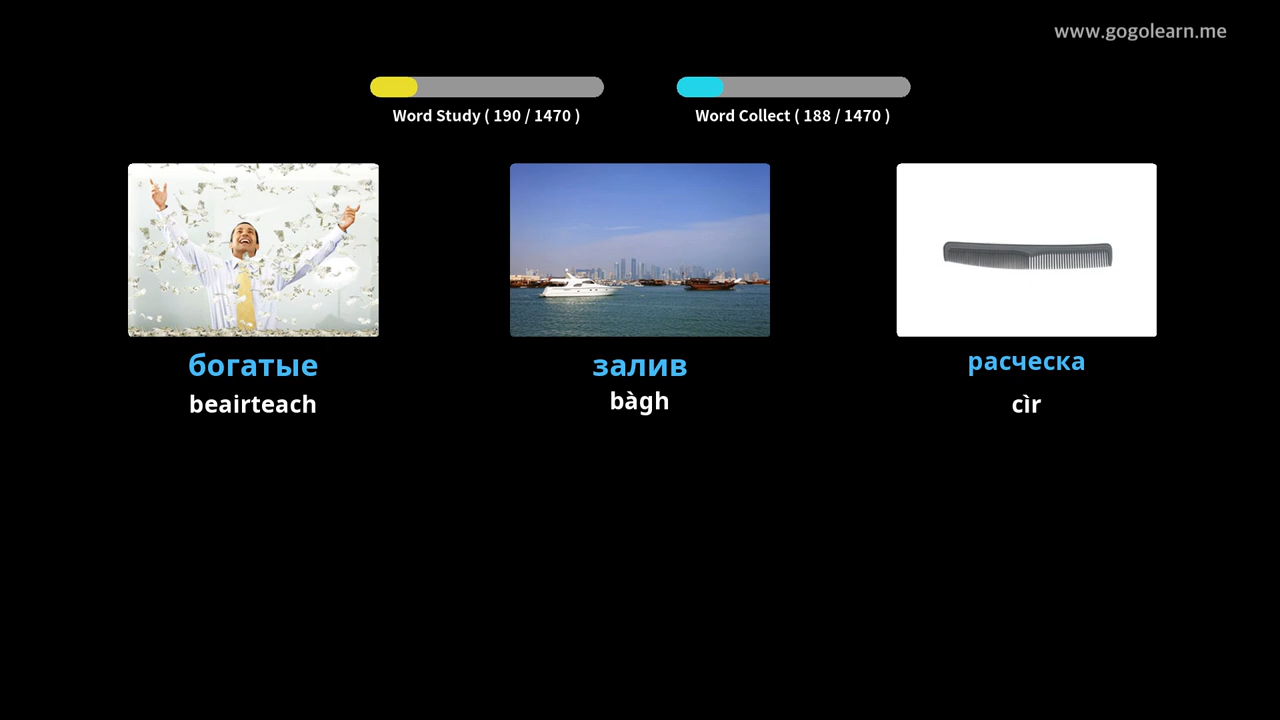 www.gogolearn.me
Word Study ( 190 / 1470 )
Word Collect ( 188 / 1470 )
богатые
beairteach
залив
bàgh
расческа
cìr